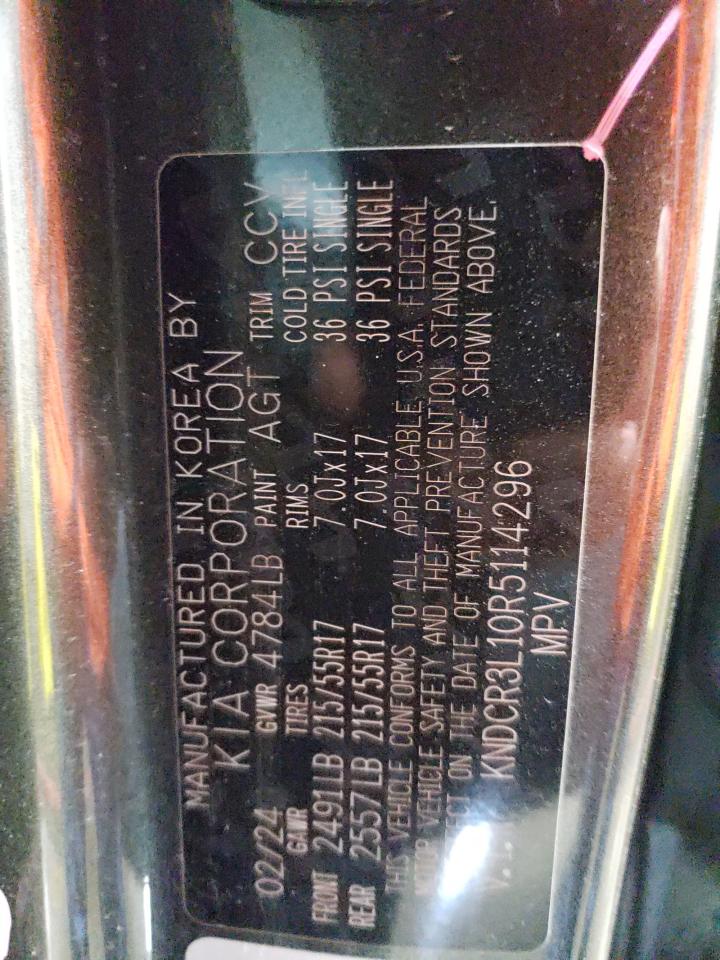 MANUFACTURED IN KOREA BY
KIA CORPORATION
02/24 GVWR 4784LB PAINT AGT TRIM CCV
GAWR TIRES RIMS COLD TIRE INFL
FRONT 2491LB 215/55R17 7.0Jx17 36 PSI SINGLE
REAR 2557LB 215/55R17 7.0Jx17 36 PSI SINGLE
THIS VEHICLE CONFORMS TO ALL APPLICABLE U.S.A. FEDERAL
MOTOR VEHICLE SAFETY AND THEFT PREVENTION STANDARDS
ON THE DATE OF MANUFACTURE SHOWN ABOVE.
KNDCR3L10R5114296
MPV